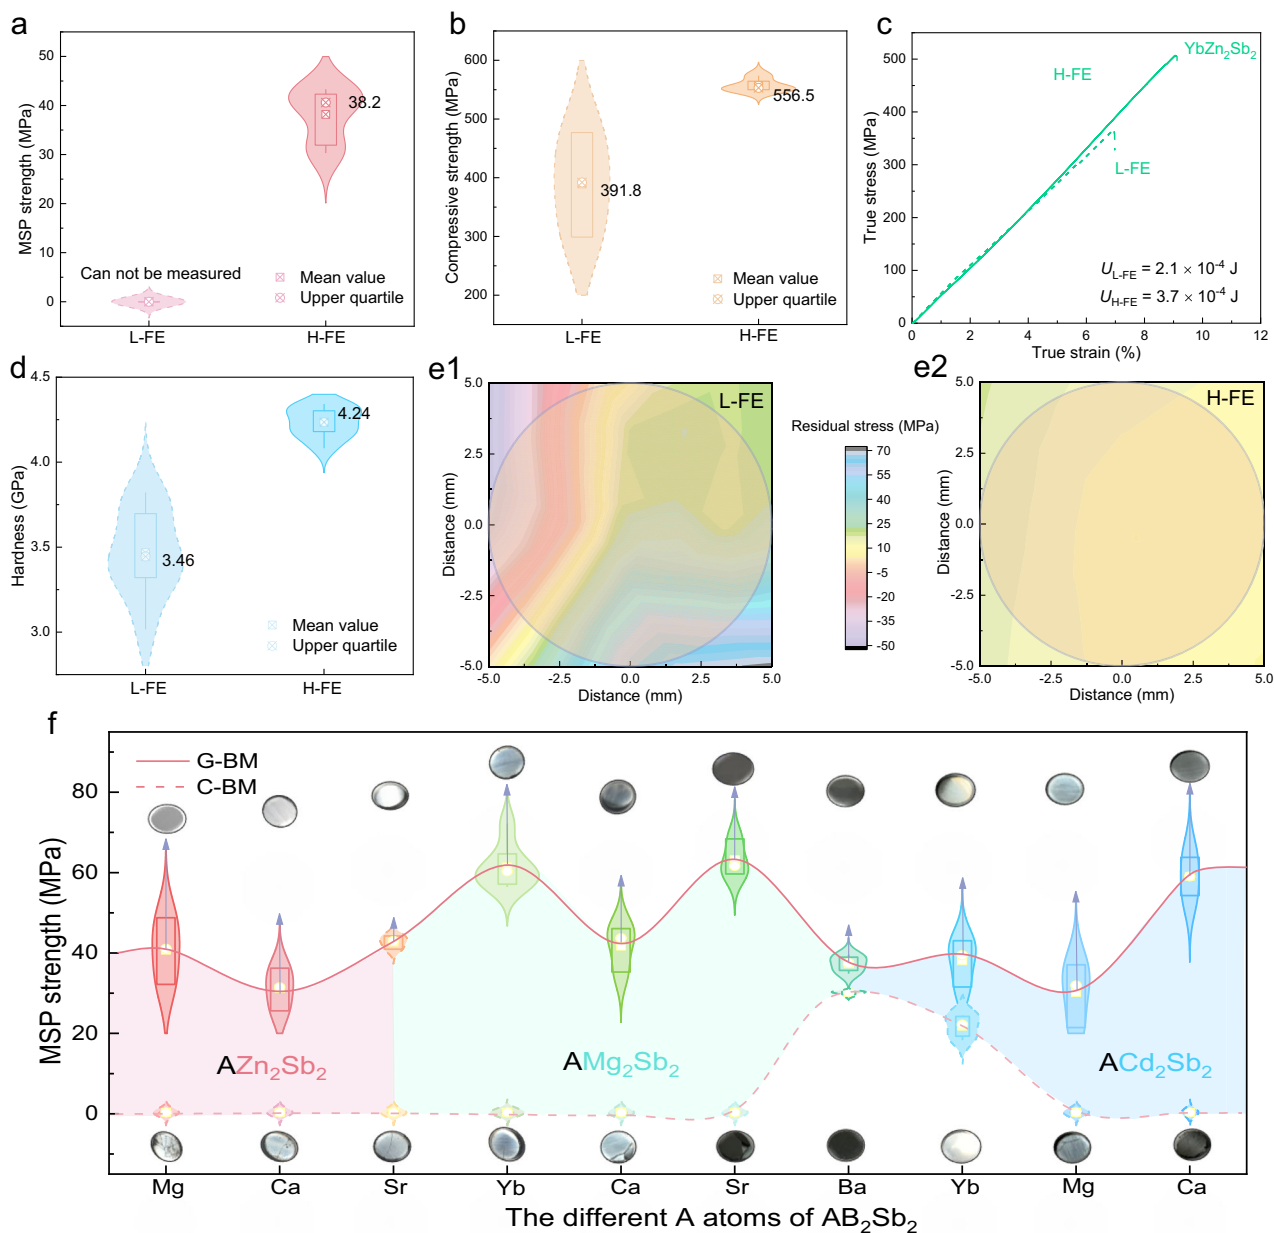 a
MSP strength (MPa)
50
40
30
20
10
0
38.2
Can not be measured
Mean value
Upper quartile
L-FE
H-FE
b
Compressive strength (MPa)
600
500
400
300
200
391.8
556.5
Mean value
Upper quartile
L-FE
H-FE
c
True stress (MPa)
500
400
300
200
100
0
YbZn₂Sb₂
H-FE
L-FE
U_L-FE = 2.1 × 10⁻⁴ J
U_H-FE = 3.7 × 10⁻⁴ J
0 2 4 6 8 10 12
True strain (%)
d
Hardness (GPa)
4.5
4.0
3.5
3.0
3.46
4.24
Mean value
Upper quartile
L-FE
H-FE
e1
L-FE
Distance (mm)
5.0
2.5
0.0
-2.5
-5.0
-5.0 -2.5 0.0 2.5 5.0
Distance (mm)
Residual stress (MPa)
70
55
40
25
10
-5
-20
-35
-50
e2
H-FE
Distance (mm)
5.0
2.5
0.0
-2.5
-5.0
-5.0 -2.5 0.0 2.5 5.0
Distance (mm)
f
G-BM
C-BM
MSP strength (MPa)
80
60
40
20
0
AZn₂Sb₂
AMg₂Sb₂
ACd₂Sb₂
Mg Ca Sr Yb Ca Sr Ba Yb Mg Ca
The different A atoms of AB₂Sb₂